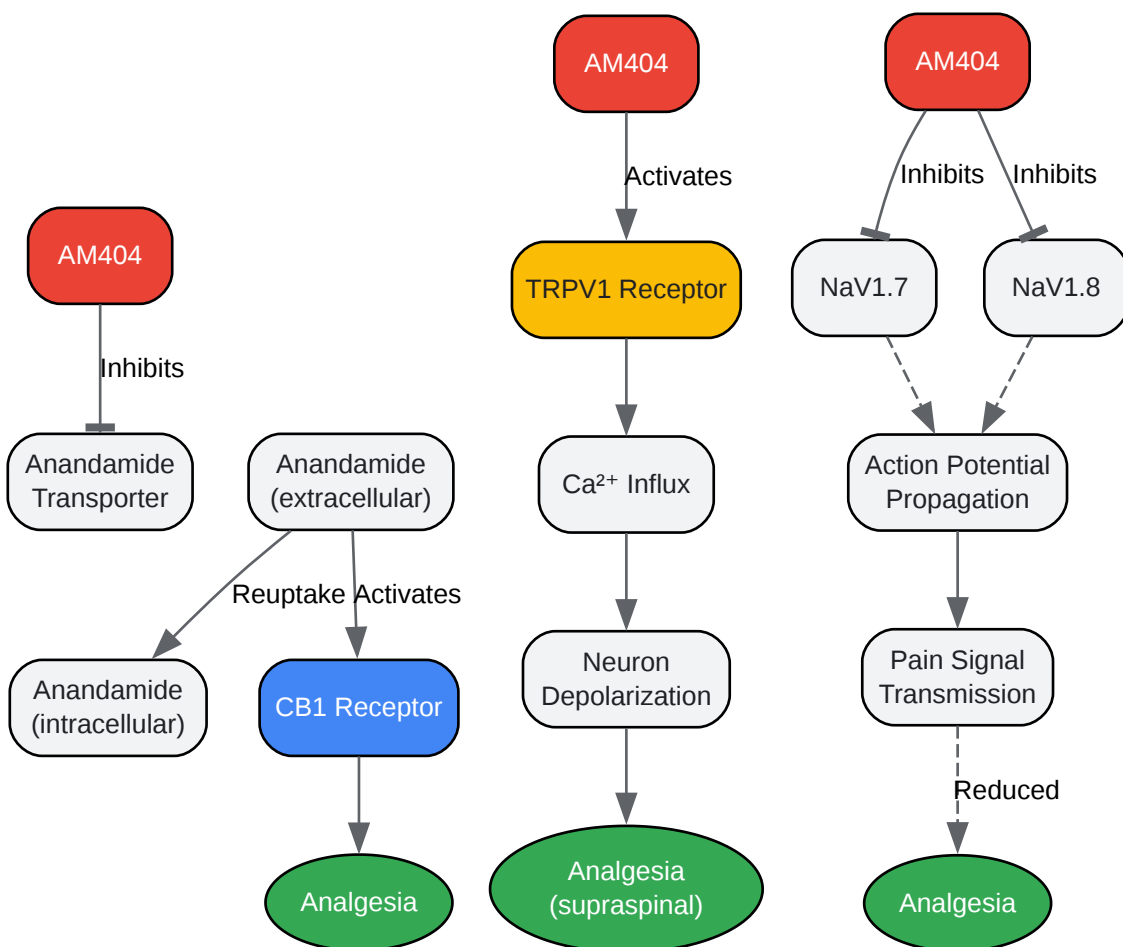 AM404
Inhibits
Anandamide
Transporter
Anandamide
(extracellular)
Reuptake
Activates
Anandamide
(intracellular)
CB1 Receptor
Analgesia
AM404
Activates
TRPV1 Receptor
Ca²⁺ Influx
Neuron
Depolarization
Analgesia
(supraspinal)
AM404
Inhibits
Inhibits
NaV1.7
NaV1.8
Action Potential
Propagation
Pain Signal
Transmission
Reduced
Analgesia